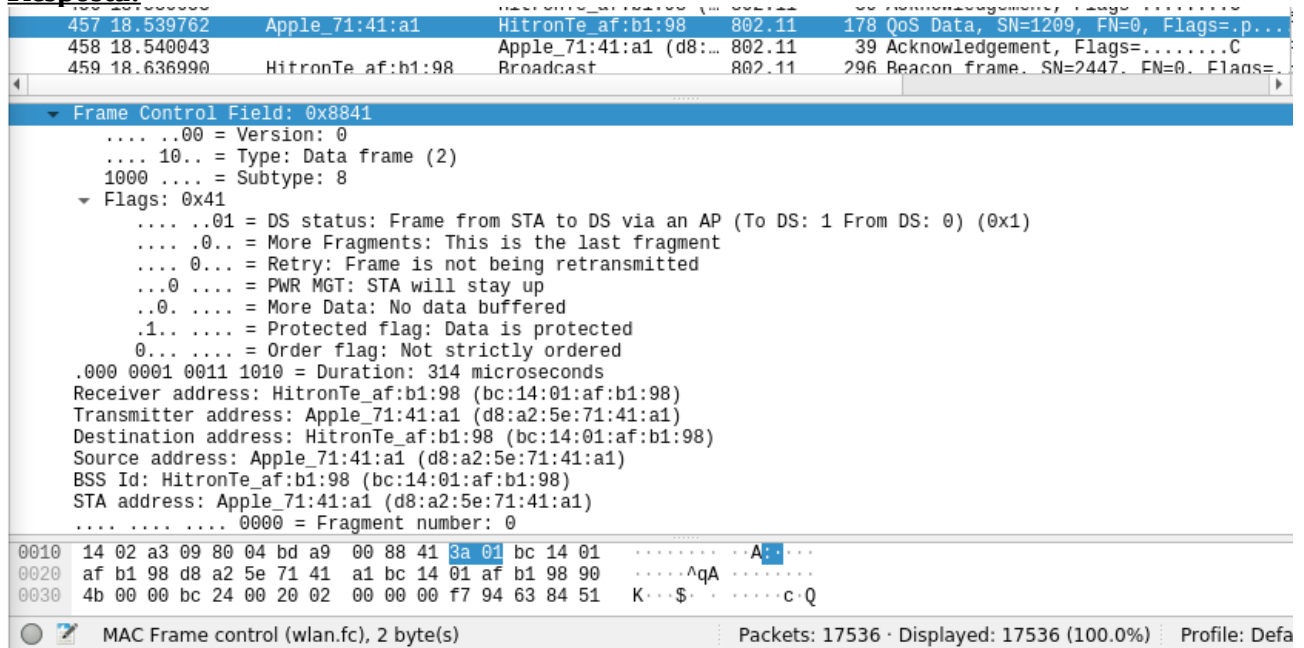 457 18.539762 Apple_71:41:a1 HitronTe_af:b1:98 802.11 178 QoS Data, SN=1209, FN=0, Flags=.p...
458 18.540043 Apple_71:41:a1 (d8:… 802.11 39 Acknowledgement, Flags=........C
459 18.636990 HitronTe_af:b1:98 Broadcast 802.11 296 Beacon frame, SN=2447, FN=0, Flags=.
Frame Control Field: 0x8841
.... ..00 = Version: 0
.... 10.. = Type: Data frame (2)
1000 .... = Subtype: 8
Flags: 0x41
.... ..01 = DS status: Frame from STA to DS via an AP (To DS: 1 From DS: 0) (0x1)
.... .0.. = More Fragments: This is the last fragment
.... 0... = Retry: Frame is not being retransmitted
...0 .... = PWR MGT: STA will stay up
..0. .... = More Data: No data buffered
.1.. .... = Protected flag: Data is protected
0... .... = Order flag: Not strictly ordered
.000 0001 0011 1010 = Duration: 314 microseconds
Receiver address: HitronTe_af:b1:98 (bc:14:01:af:b1:98)
Transmitter address: Apple_71:41:a1 (d8:a2:5e:71:41:a1)
Destination address: HitronTe_af:b1:98 (bc:14:01:af:b1:98)
Source address: Apple_71:41:a1 (d8:a2:5e:71:41:a1)
BSS Id: HitronTe_af:b1:98 (bc:14:01:af:b1:98)
STA address: Apple_71:41:a1 (d8:a2:5e:71:41:a1)
.... .... .... 0000 = Fragment number: 0
0010 14 02 a3 09 80 04 bd a9 00 88 41 3a 01 bc 14 01 ········ ··A:····
0020 af b1 98 d8 a2 5e 71 41 a1 bc 14 01 af b1 98 90 ·····^qA ········
0030 4b 00 00 bc 24 00 20 02 00 00 00 f7 94 63 84 51 K···$· · ·····c·Q
MAC Frame control (wlan.fc), 2 byte(s) Packets: 17536 · Displayed: 17536 (100.0%) Profile: Defa